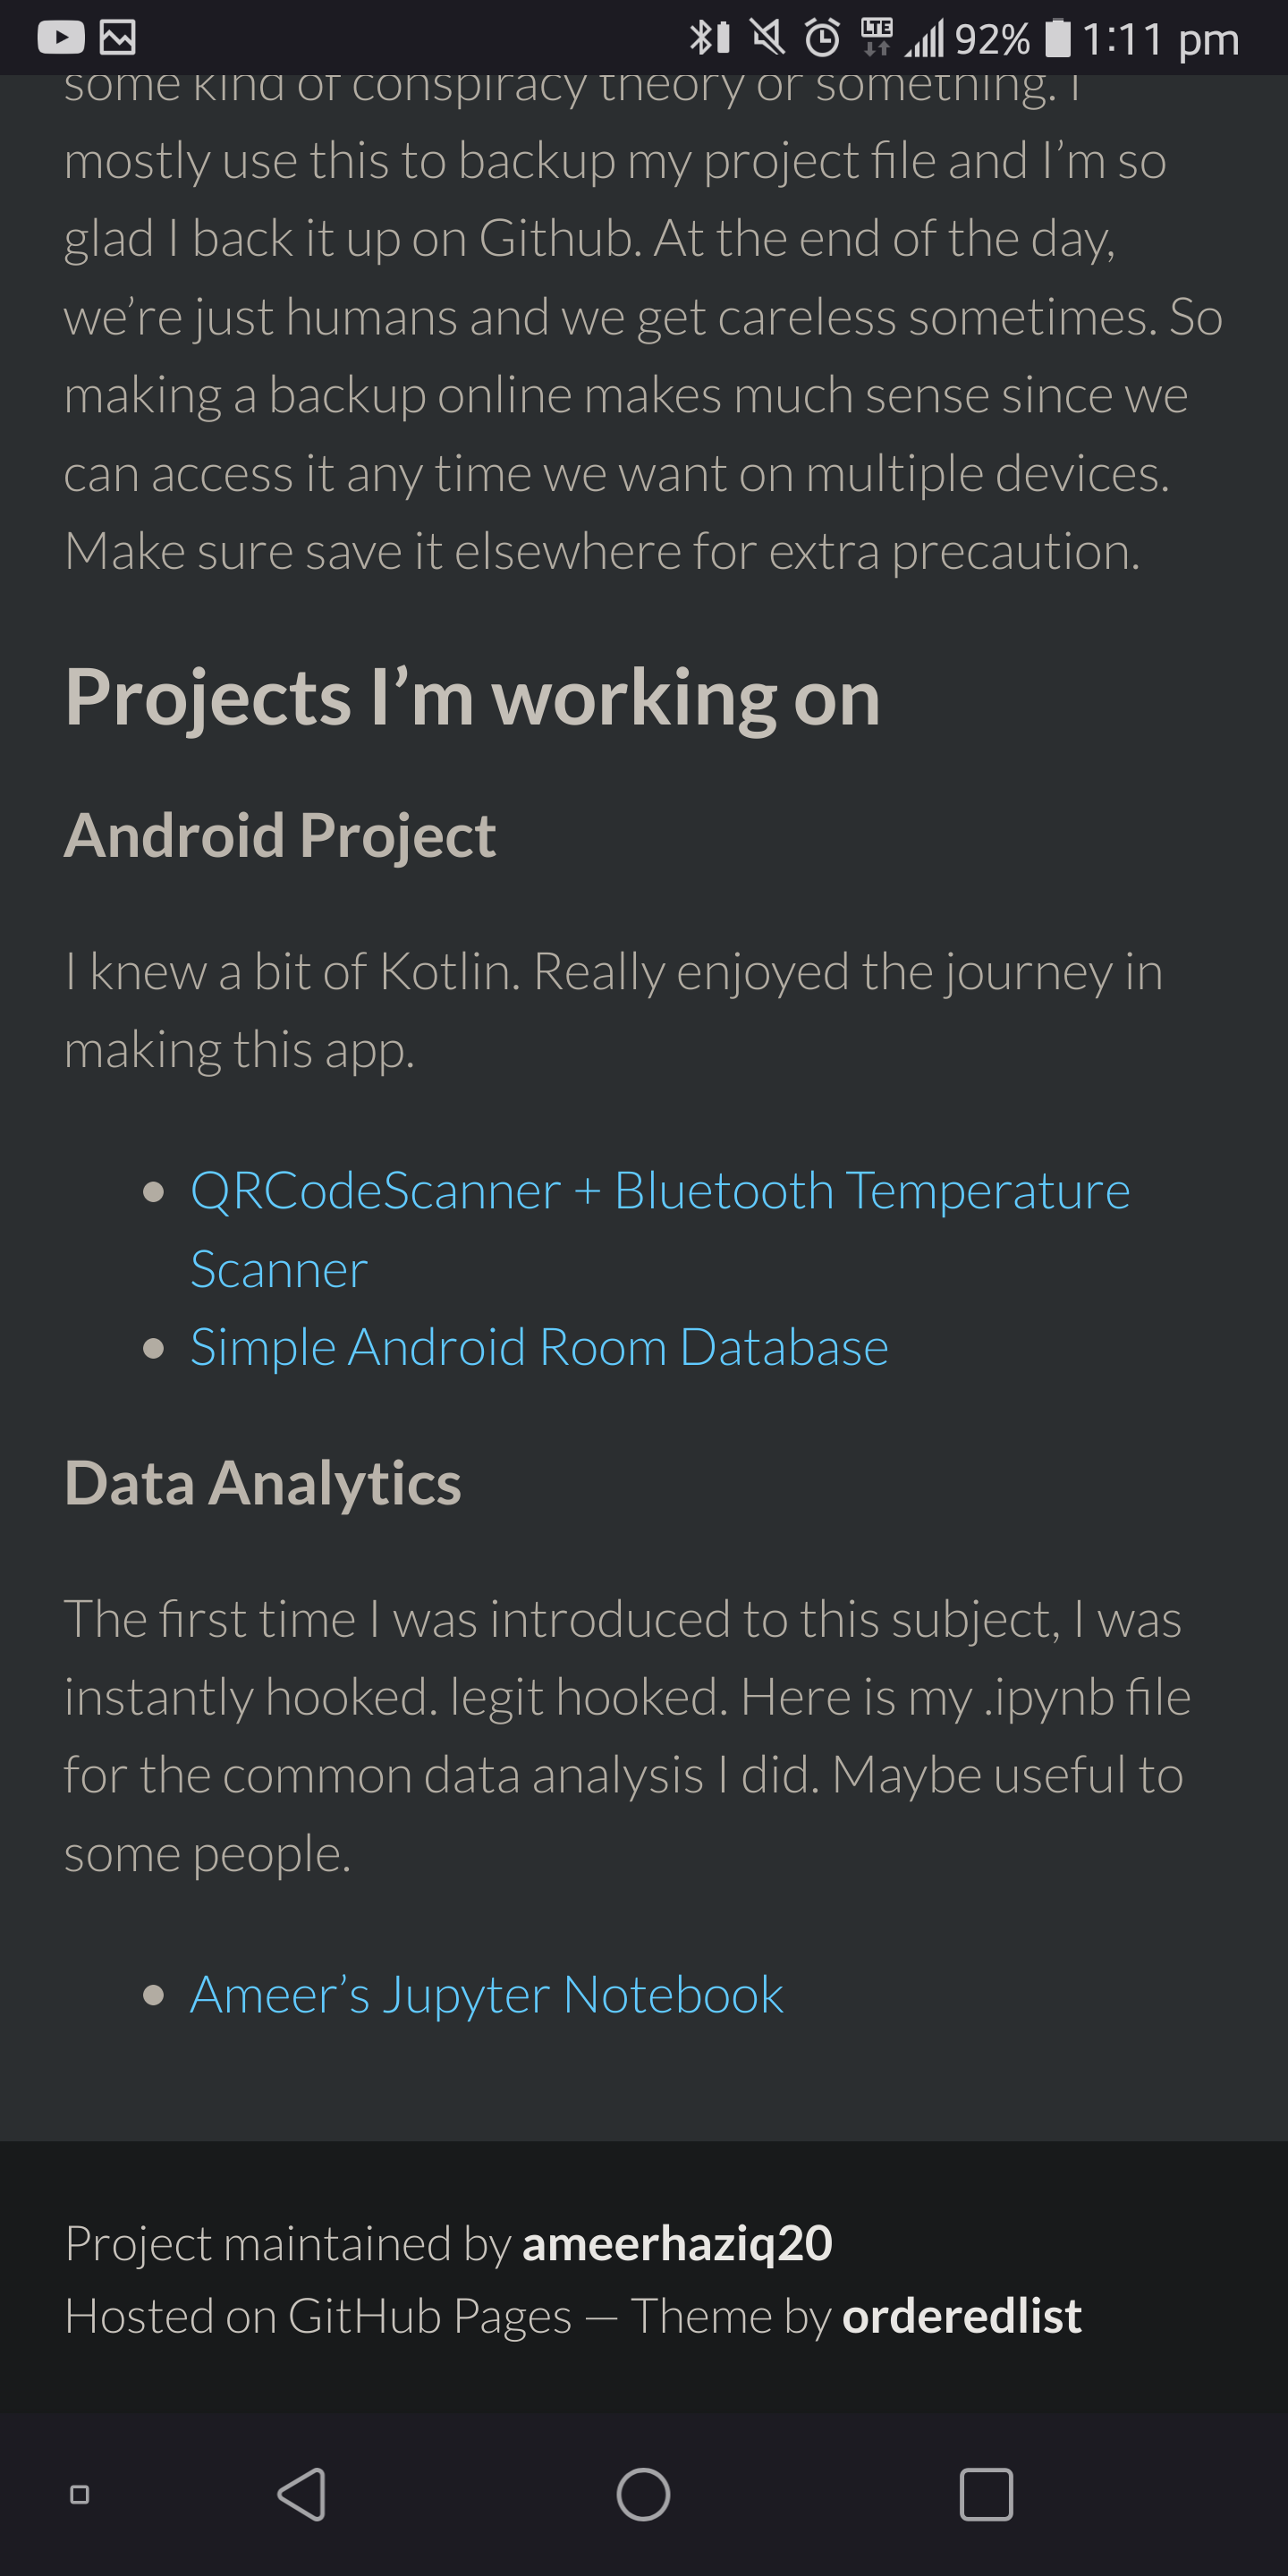 LTE 92% 1:11 pm
some kind of conspiracy theory or something. I
mostly use this to backup my project file and I’m so
glad I back it up on Github. At the end of the day,
we’re just humans and we get careless sometimes. So
making a backup online makes much sense since we
can access it any time we want on multiple devices.
Make sure save it elsewhere for extra precaution.
Projects I’m working on
Android Project
I knew a bit of Kotlin. Really enjoyed the journey in
making this app.
• QRCodeScanner + Bluetooth Temperature
Scanner
• Simple Android Room Database
Data Analytics
The first time I was introduced to this subject, I was
instantly hooked. legit hooked. Here is my .ipynb file
for the common data analysis I did. Maybe useful to
some people.
• Ameer’s Jupyter Notebook
Project maintained by ameerhaziq20
Hosted on GitHub Pages — Theme by orderedlist